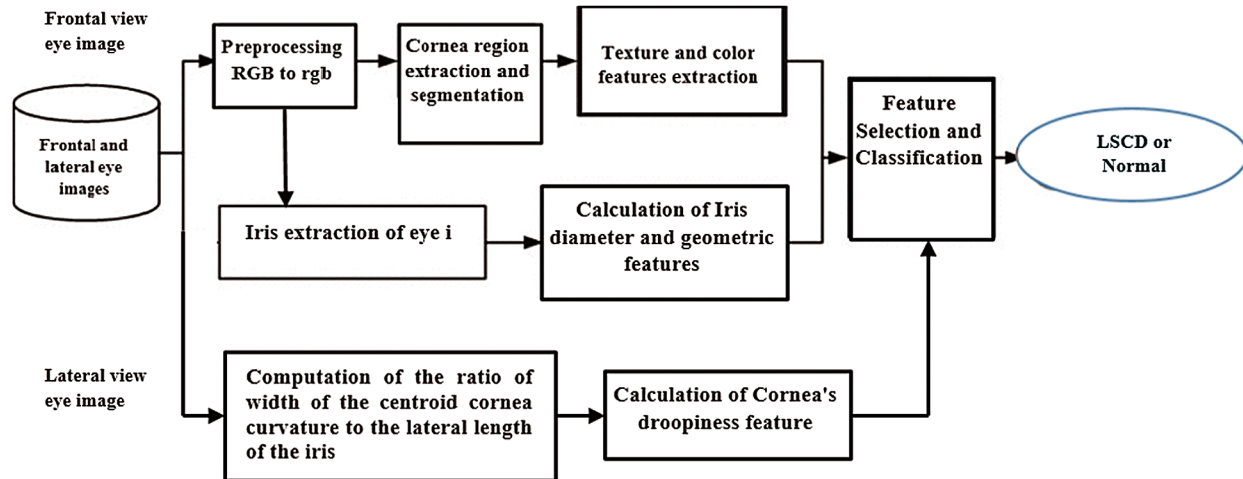 Frontal view
eye image
Frontal and
lateral eye
images
Preprocessing
RGB to rgb
Cornea region
extraction and
segmentation
Texture and color
features extraction
Feature
Selection and
Classification
LSCD or
Normal
Iris extraction of eye i
Calculation of Iris
diameter and geometric
features
Lateral view
eye image
Computation of the ratio of
width of the centroid cornea
curvature to the lateral length
of the iris
Calculation of Cornea's
droopiness feature